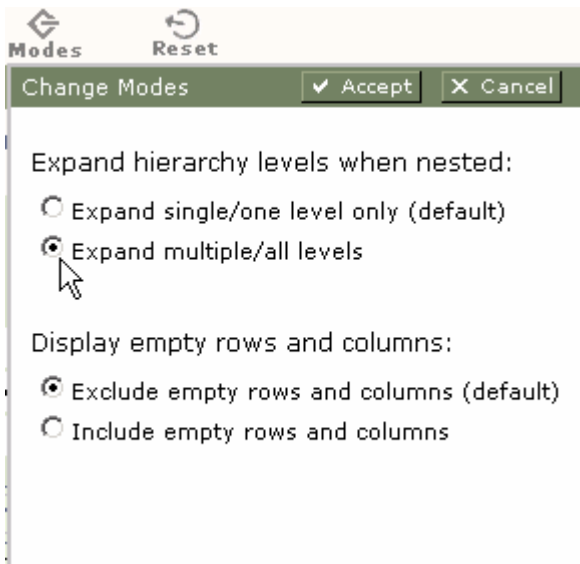 Modes Reset
Change Modes Accept Cancel
Expand hierarchy levels when nested:
Expand single/one level only (default)
Expand multiple/all levels
Display empty rows and columns:
Exclude empty rows and columns (default)
Include empty rows and columns